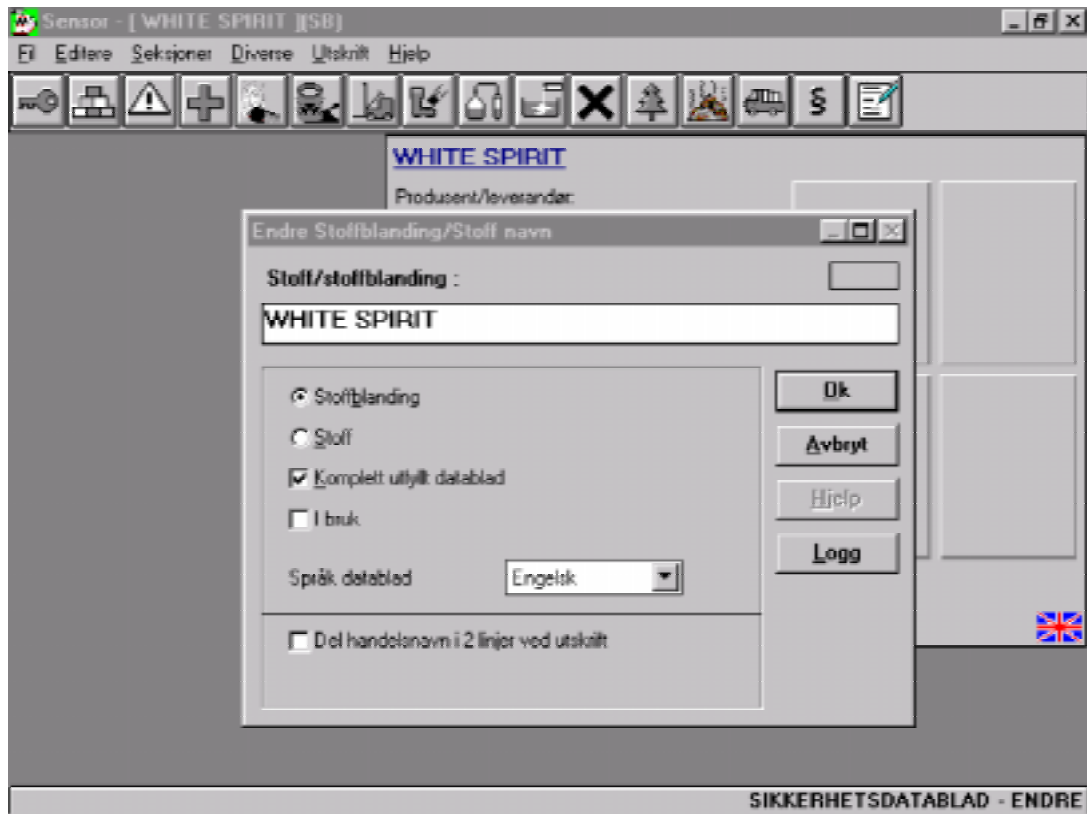 Sensor - [ WHITE SPIRIT ](SB)
Fil Editere Seksjoner Diverse Utskrift Hjelp
§
WHITE SPIRIT
Produsent/leverandør:
Endre Stoffblanding/Stoff navn
Stoff/stoffblanding :
WHITE SPIRIT
Stoffblanding
Stoff
Komplett utfyllt datablad
I bruk
Språk datablad Engelsk
Del handelsnavn i 2 linjer ved utskrift
Ok
Avbryt
Hjelp
Logg
SIKKERHETSDATABLAD - ENDRE